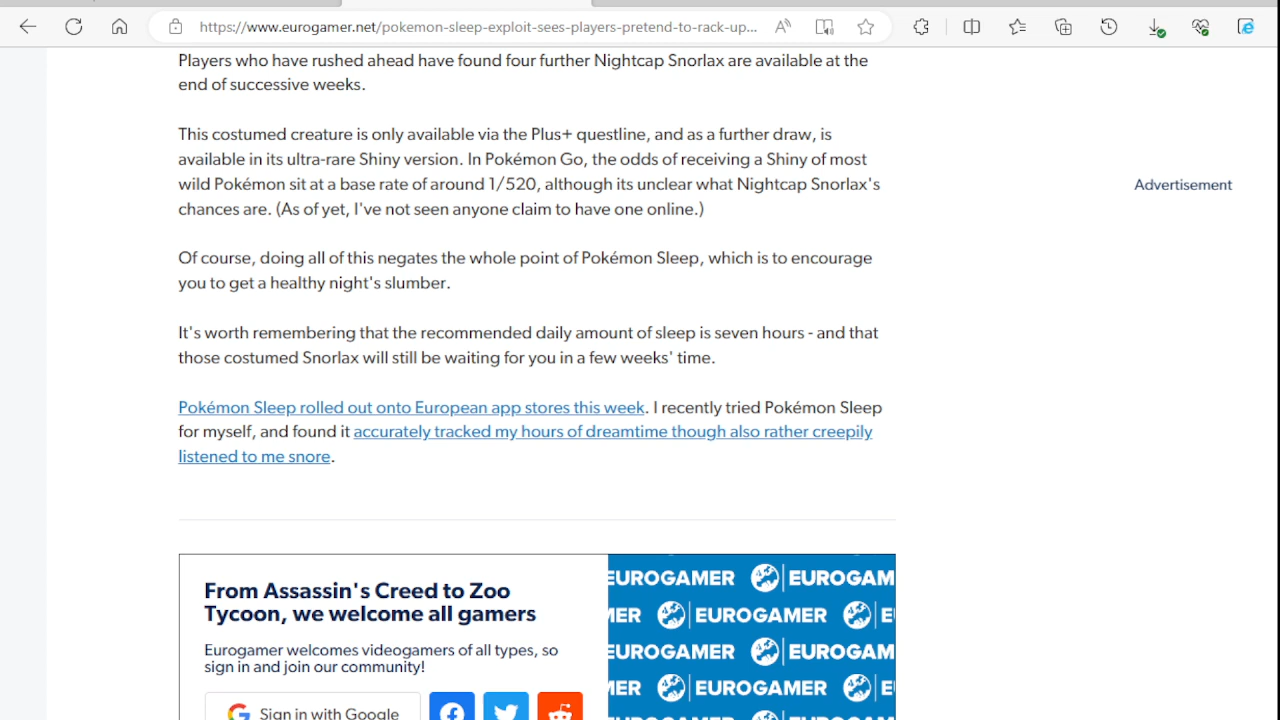 https://www.eurogamer.net/pokemon-sleep-exploit-sees-players-pretend-to-rack-up...
Players who have rushed ahead have found four further Nightcap Snorlax are available at the
end of successive weeks.
This costumed creature is only available via the Plus+ questline, and as a further draw, is
available in its ultra-rare Shiny version. In Pokémon Go, the odds of receiving a Shiny of most
wild Pokémon sit at a base rate of around 1/520, although its unclear what Nightcap Snorlax's
chances are. (As of yet, I've not seen anyone claim to have one online.)
Advertisement
Of course, doing all of this negates the whole point of Pokémon Sleep, which is to encourage
you to get a healthy night's slumber.
It's worth remembering that the recommended daily amount of sleep is seven hours - and that
those costumed Snorlax will still be waiting for you in a few weeks' time.
Pokémon Sleep rolled out onto European app stores this week. I recently tried Pokémon Sleep
for myself, and found it accurately tracked my hours of dreamtime though also rather creepily
listened to me snore.
From Assassin's Creed to Zoo
Tycoon, we welcome all gamers
Eurogamer welcomes videogamers of all types, so
sign in and join our community!
Sign in with Google
EUROGAMER EUROGAM
MER EUROGAMER E
EUROGAMER EUROGAM
MER EUROGAMER E